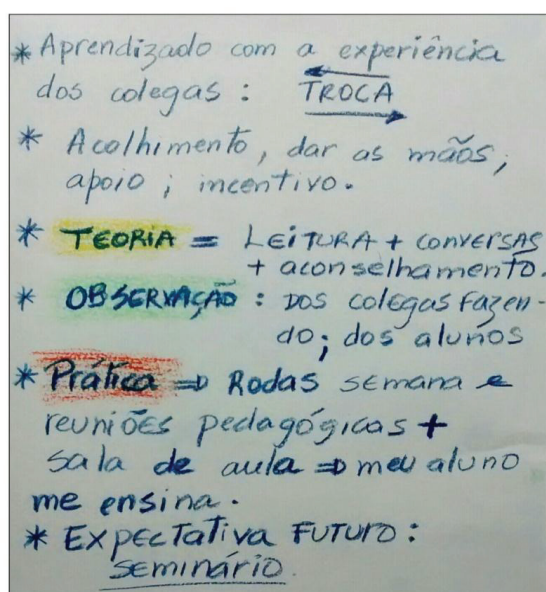 * Aprendizado com a experiência
dos colegas : TROCA
* Acolhimento, dar as mãos;
apoio ; incentivo.
* TEORIA = LEITURA + conversas
+ aconselhamento.
* OBSERVAÇÃO : DOS colegas fazen-
do; dos alunos
* Prática ⇒ Rodas semana e
reuniões pedagógicas +
sala de aula ⇒ meu aluno
me ensina.
* Expectativa FUTURO :
SEMINÁRIO.